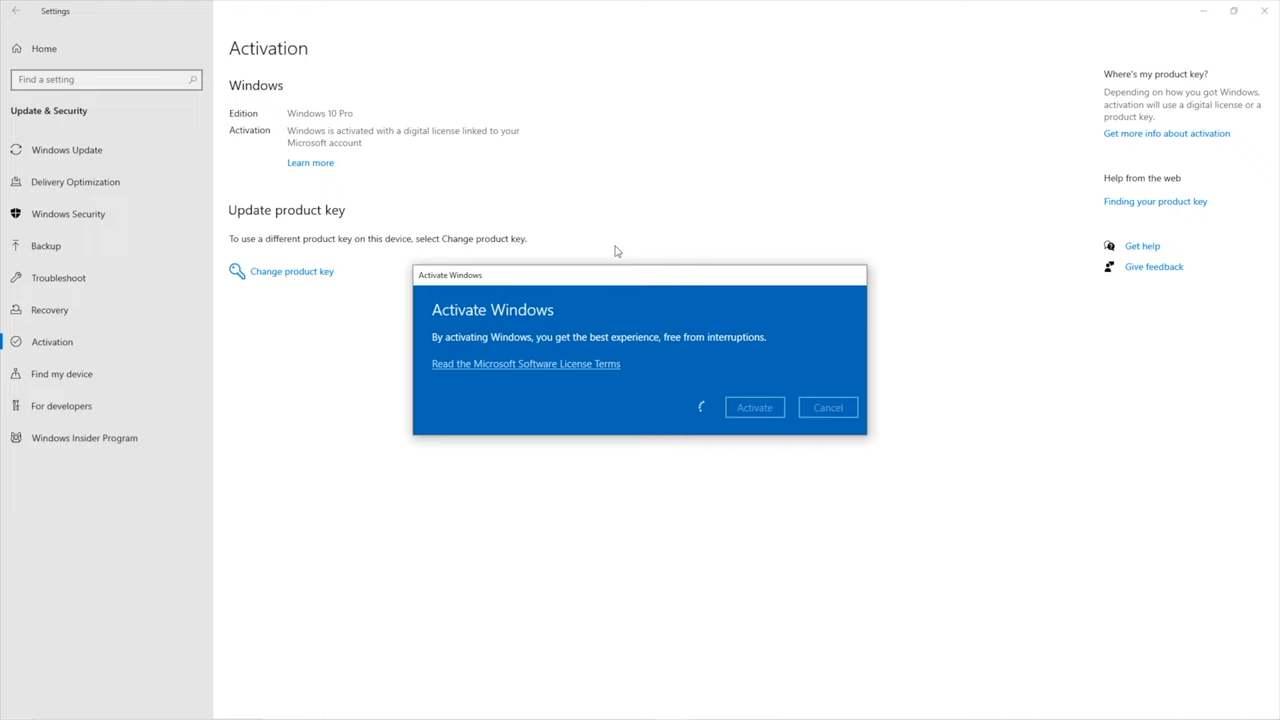 Settings
Home
Find a setting
Update & Security
Windows Update
Delivery Optimization
Windows Security
Backup
Troubleshoot
Recovery
Activation
Find my device
For developers
Windows Insider Program
Activation
Windows
Edition Windows 10 Pro
Activation Windows is activated with a digital license linked to your
Microsoft account
Learn more
Update product key
To use a different product key on this device, select Change product key.
Change product key
Activate Windows
Activate Windows
By activating Windows, you get the best experience, free from interruptions.
Read the Microsoft Software License Terms
Activate Cancel
Where's my product key?
Depending on how you got Windows,
activation will use a digital license or a
product key.
Get more info about activation
Help from the web
Finding your product key
Get help
Give feedback